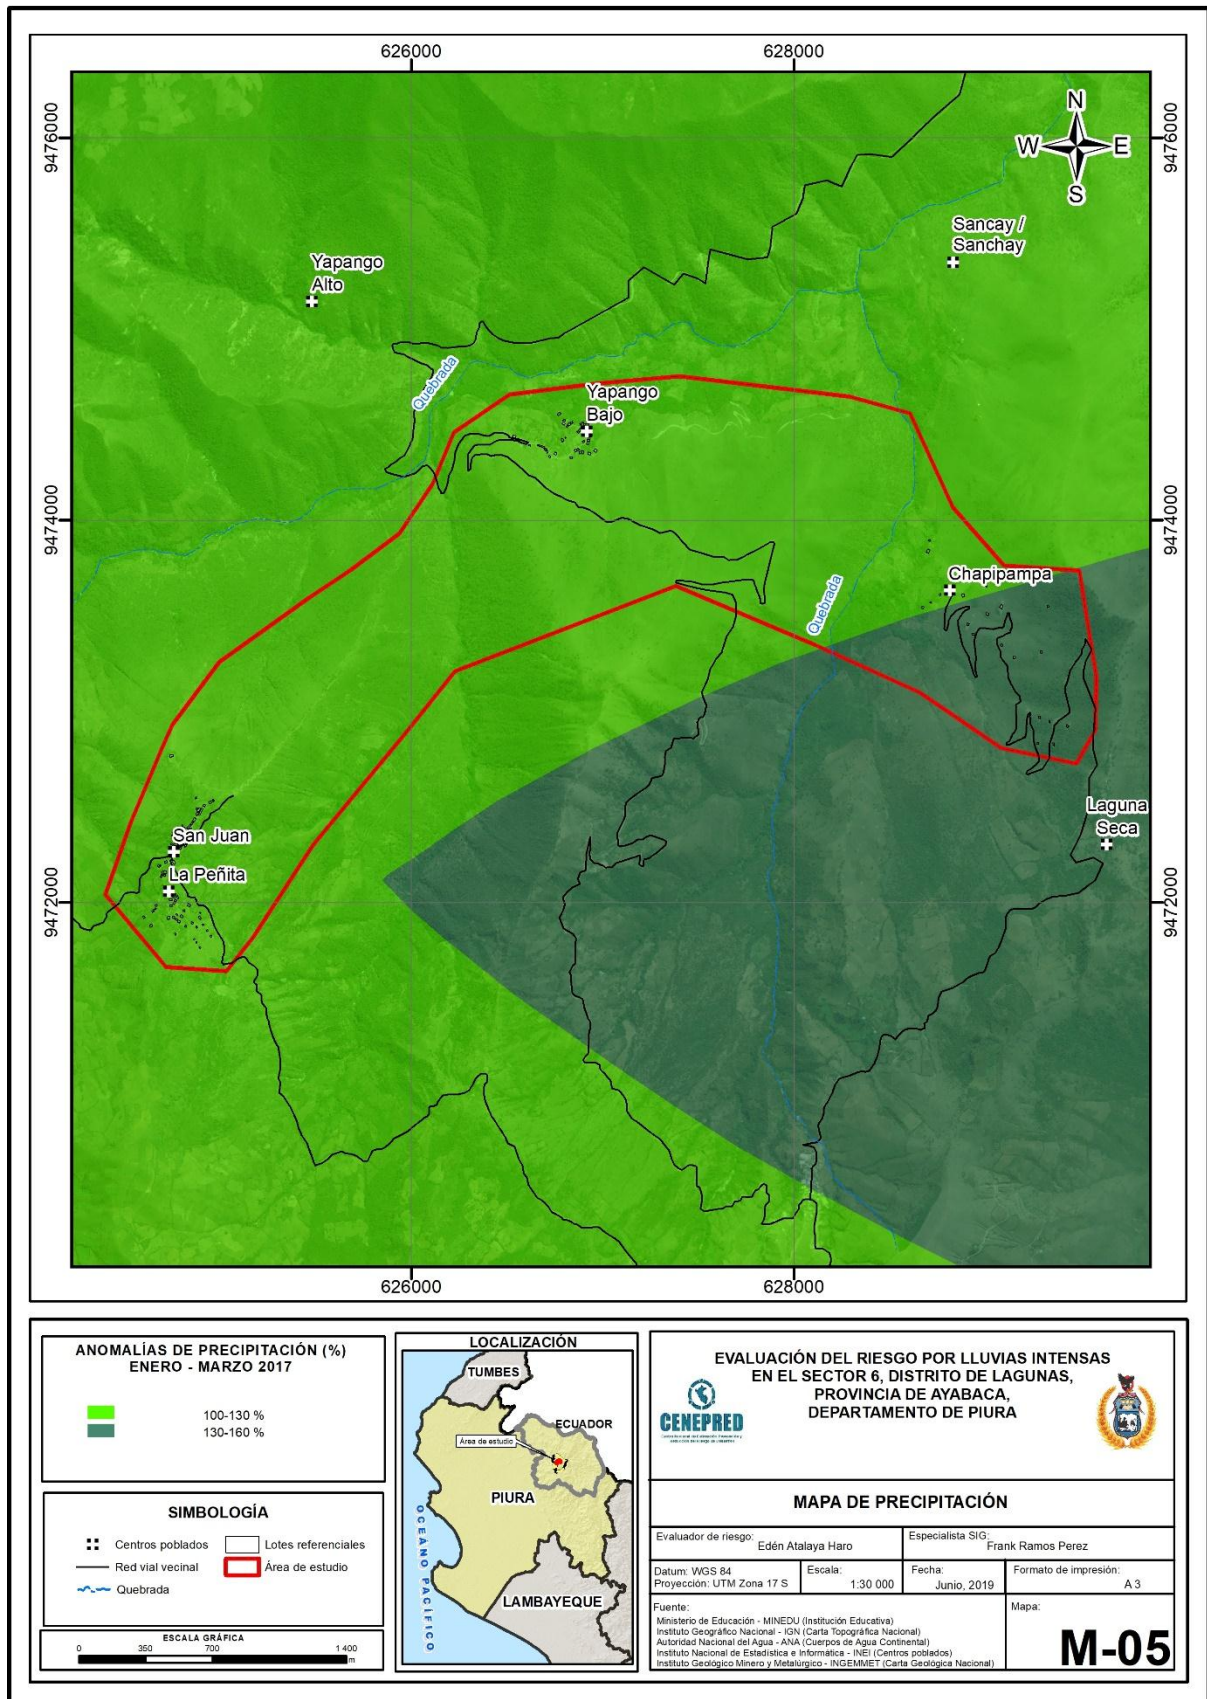 626000
628000
9476000
9476000
N
W
E
S
Sancay /
Sanchay
Yapango
Alto
Quebrada
Yapango
Bajo
9474000
9474000
Chapipampa
Quebrada
Laguna
Seca
San Juan
La Peñita
9472000
9472000
626000
628000
ANOMALÍAS DE PRECIPITACIÓN (%)
ENERO - MARZO 2017
100-130 %
130-160 %
SIMBOLOGÍA
Centros poblados
Lotes referenciales
Red vial vecinal
Área de estudio
Quebrada
ESCALA GRÁFICA
0 350 700 1 400
m
LOCALIZACIÓN
TUMBES
ECUADOR
Área de estudio
PIURA
OCEÁNO PACÍFICO
LAMBAYEQUE
EVALUACIÓN DEL RIESGO POR LLUVIAS INTENSAS
EN EL SECTOR 6, DISTRITO DE LAGUNAS,
PROVINCIA DE AYABACA,
DEPARTAMENTO DE PIURA
CENEPRED
MAPA DE PRECIPITACIÓN
Evaluador de riesgo:
Edén Atalaya Haro
Especialista SIG:
Frank Ramos Perez
Datum: WGS 84
Proyección: UTM Zona 17 S
Escala:
1:30 000
Fecha:
Junio, 2019
Formato de impresión:
A 3
Fuente:
Ministerio de Educación - MINEDU (Institución Educativa)
Instituto Geográfico Nacional - IGN (Carta Topográfica Nacional)
Autoridad Nacional del Agua - ANA (Cuerpos de Agua Continental)
Instituto Nacional de Estadística e Informática - INEI (Centros poblados)
Instituto Geológico Minero y Metalúrgico - INGEMMET (Carta Geológica Nacional)
Mapa:
M-05